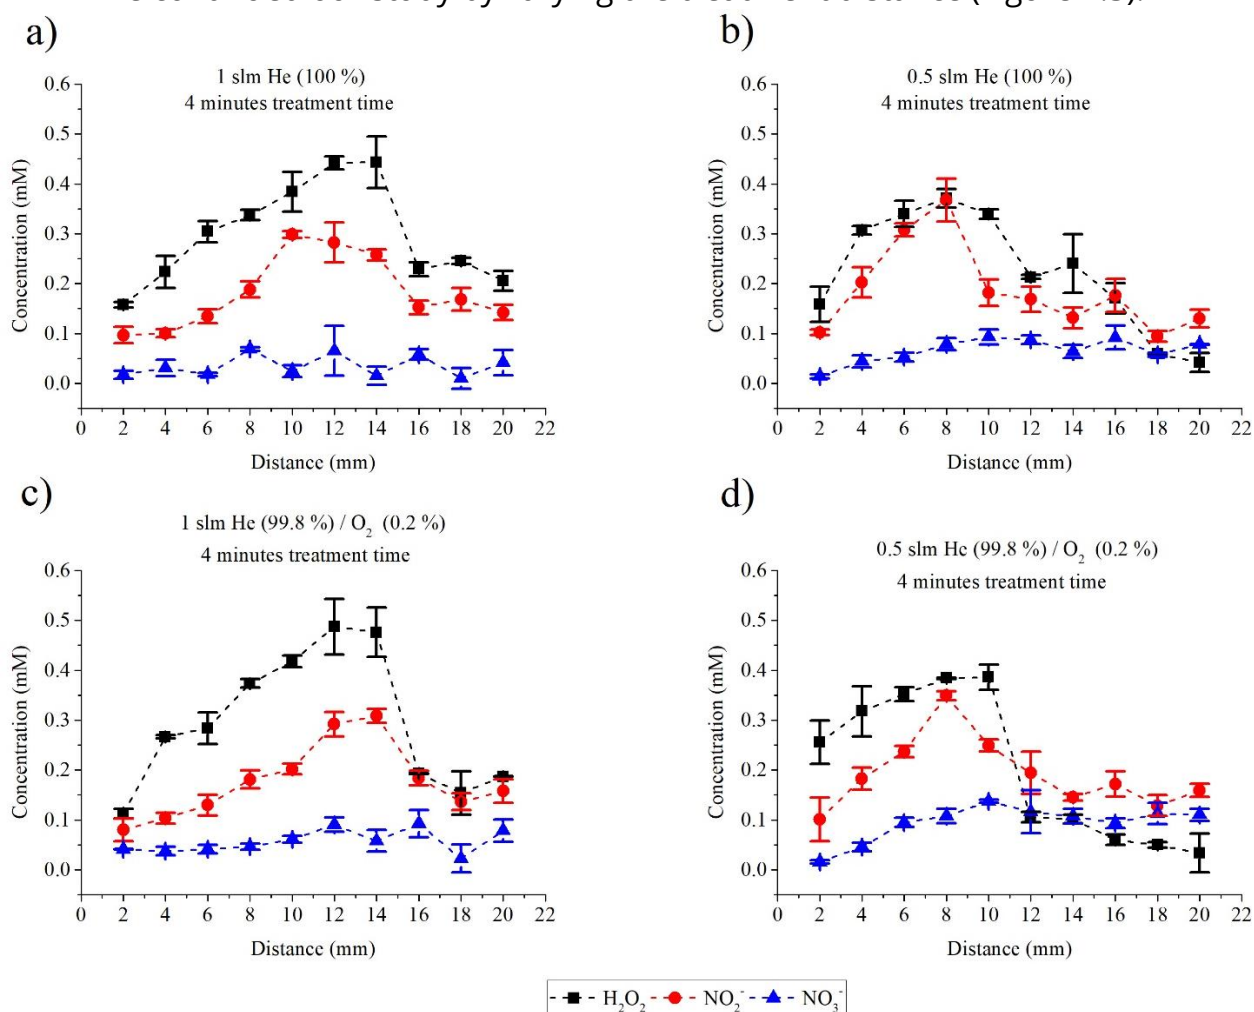 study by varying the treatment distance (Figure
a)
1 slm He (100 %)
4 minutes treatment time
Concentration (mM)
0.6
0.5
0.4
0.3
0.2
0.1
0.0
0 2 4 6 8 10 12 14 16 18 20 22
Distance (mm)
b)
0.5 slm He (100 %)
4 minutes treatment time
Concentration (mM)
0.6
0.5
0.4
0.3
0.2
0.1
0.0
0 2 4 6 8 10 12 14 16 18 20 22
Distance (mm)
c)
1 slm He (99.8 %) / O₂ (0.2 %)
4 minutes treatment time
Concentration (mM)
0.6
0.5
0.4
0.3
0.2
0.1
0.0
0 2 4 6 8 10 12 14 16 18 20 22
Distance (mm)
d)
0.5 slm He (99.8 %) / O₂ (0.2 %)
4 minutes treatment time
Concentration (mM)
0.6
0.5
0.4
0.3
0.2
0.1
0.0
0 2 4 6 8 10 12 14 16 18 20 22
Distance (mm)
H₂O₂ NO₂⁻ NO₃⁻